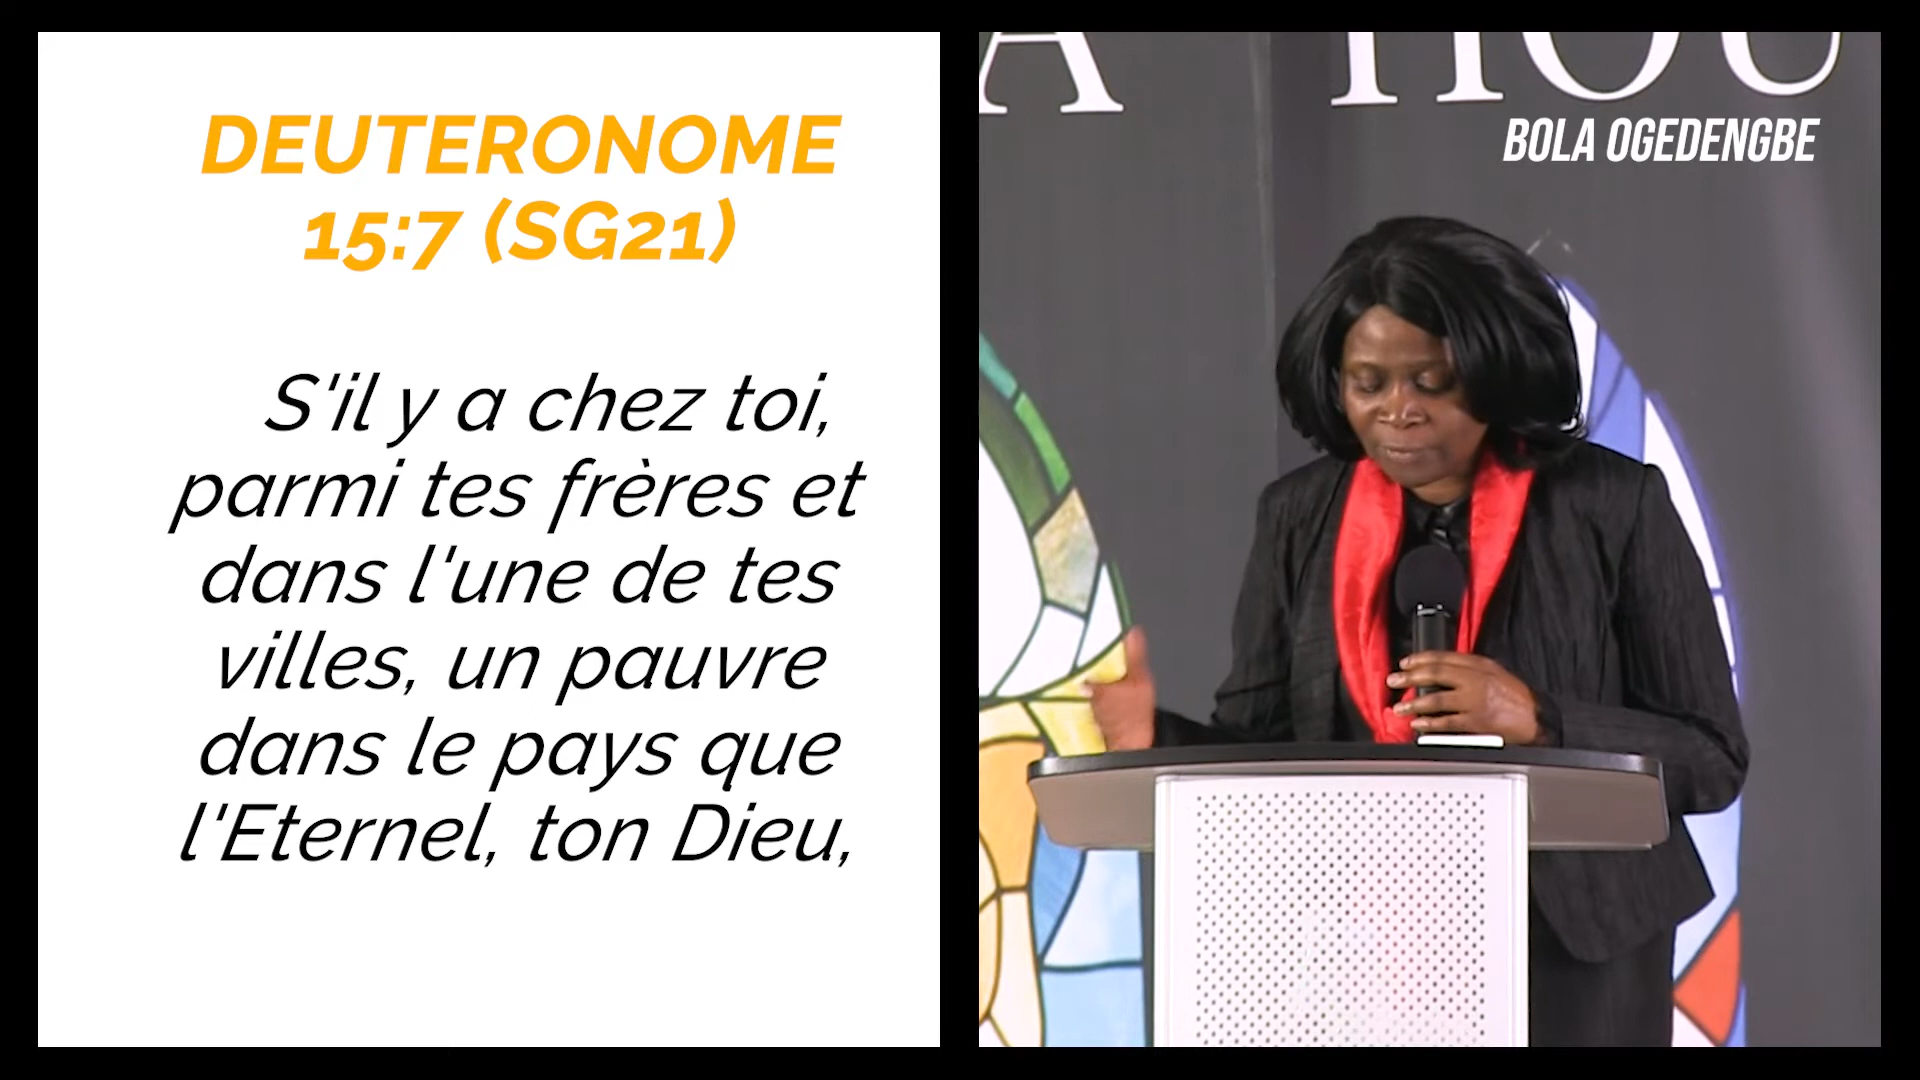 DEUTERONOME
15:7 (SG21)
S'il y a chez toi,
parmi tes frères et
dans l'une de tes
villes, un pauvre
dans le pays que
l'Eternel, ton Dieu,
A HOU
BOLA OGEDENGBE